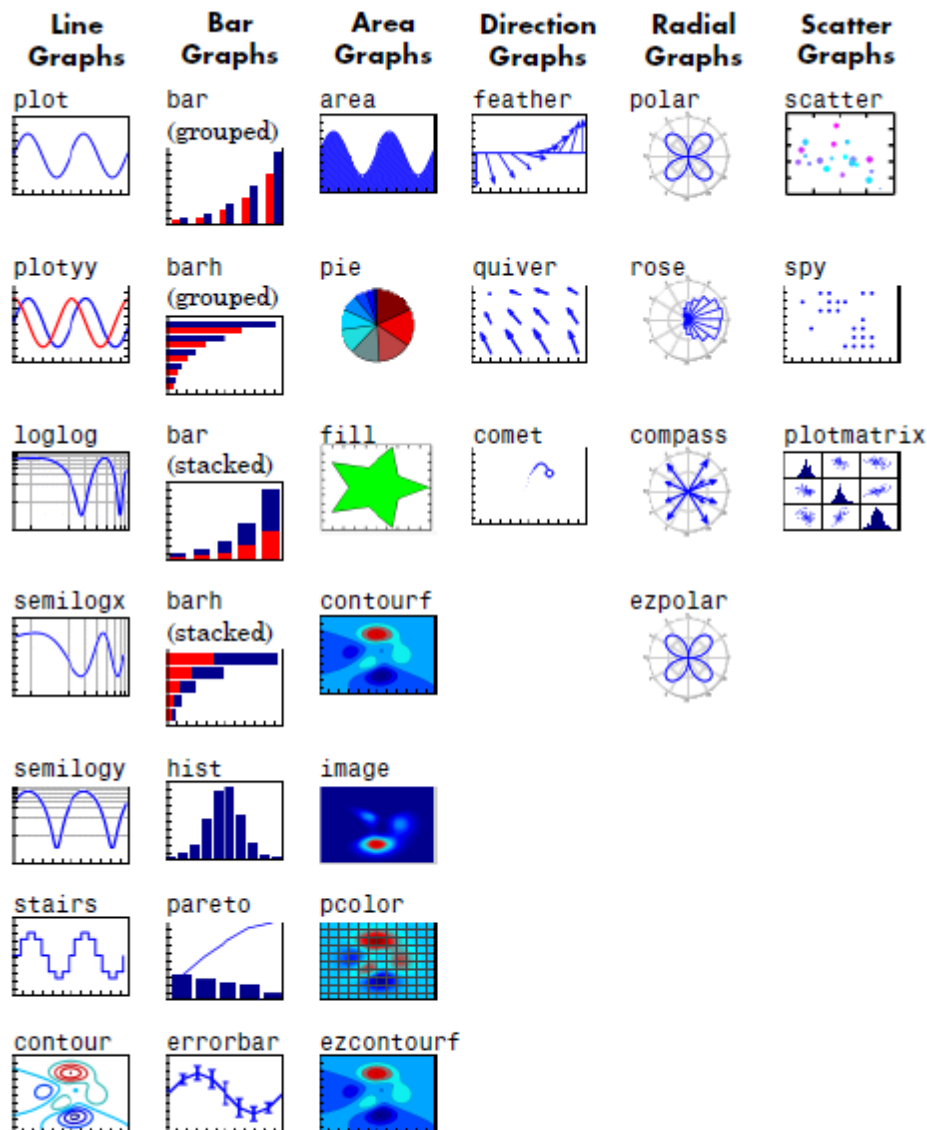 Line Bar Area Direction Radial Scatter
Graphs Graphs Graphs Graphs Graphs Graphs
plot bar area feather polar scatter
(grouped)
plotyy barh pie quiver rose spy
(grouped)
loglog bar fill comet compass plotmatrix
(stacked)
semilogx barh contourf ezpolar
(stacked)
semilogy hist image
stairs pareto pcolor
contour errorbar ezcontourf